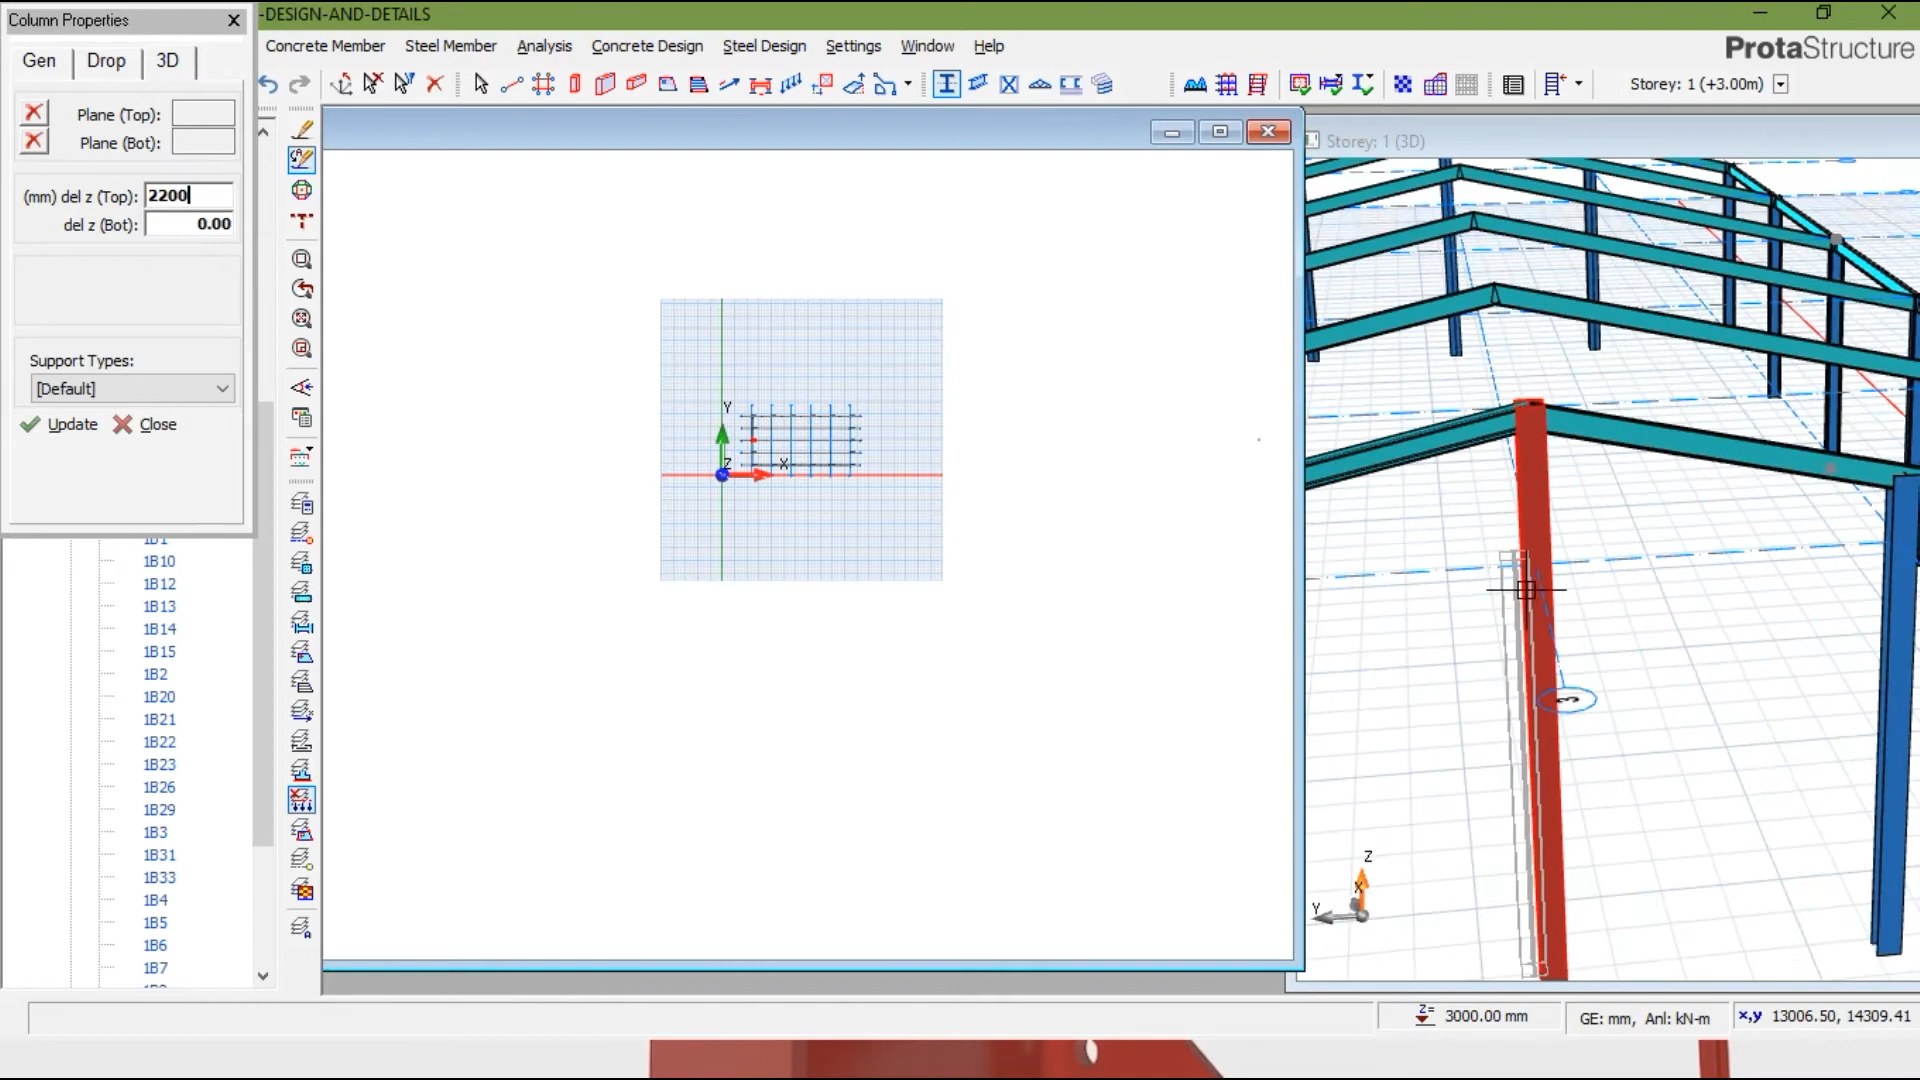 Column Properties
-DESIGN-AND-DETAILS
Gen
Drop
3D
Concrete Member
Steel Member
Analysis
Concrete Design
Steel Design
Settings
Window
Help
ProtaStructure
Storey: 1 (+3.00m)
Plane (Top):
Plane (Bot):
(mm) del z (Top): 2200
del z (Bot): 0.00
Support Types:
[Default]
Update
Close
Storey: 1 (3D)
Y
Z
X
3
Z
X
Y
1B10
1B12
1B13
1B14
1B15
1B2
1B20
1B21
1B22
1B23
1B26
1B29
1B3
1B31
1B33
1B4
1B5
1B6
1B7
Z= 3000.00 mm
GE: mm, Anl: kN-m
x,y 13006.50, 14309.41